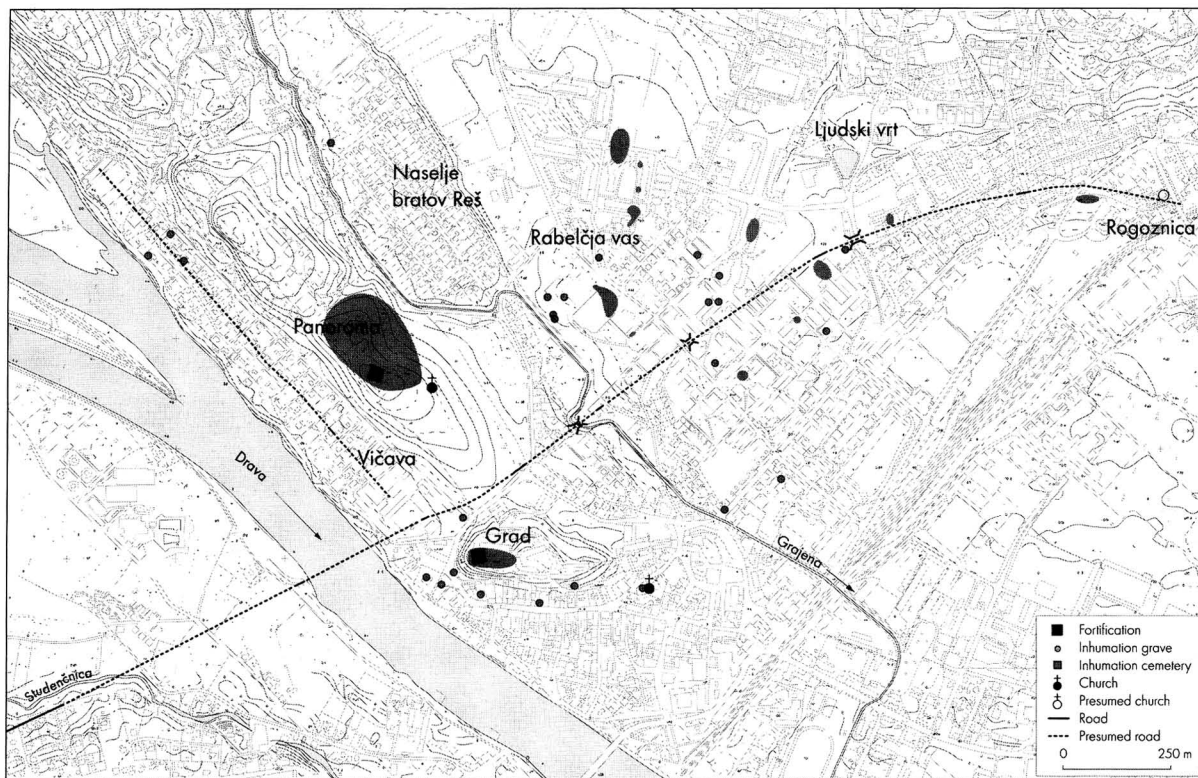 Ljudski vrt
Naselje
bratov Reš
Rabelčja vas
Rogoznica
Panorama
Vičava
Drava
Grad
Grajena
Studenčnica
Fortification
Inhumation grave
Inhumation cemetery
Church
Presumed church
Road
Presumed road
0 250 m